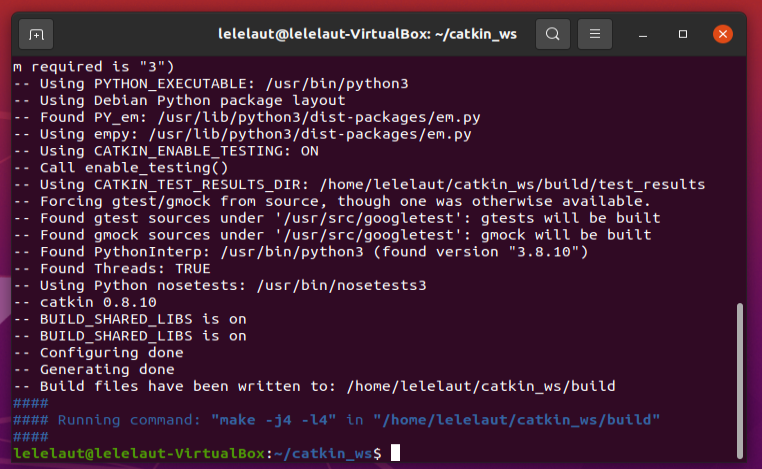 lelelaut@lelelaut-VirtualBox: ~/catkin_ws
m required is "3")
-- Using PYTHON_EXECUTABLE: /usr/bin/python3
-- Using Debian Python package layout
-- Found PY_em: /usr/lib/python3/dist-packages/em.py
-- Using empy: /usr/lib/python3/dist-packages/em.py
-- Using CATKIN_ENABLE_TESTING: ON
-- Call enable_testing()
-- Using CATKIN_TEST_RESULTS_DIR: /home/lelelaut/catkin_ws/build/test_results
-- Forcing gtest/gmock from source, though one was otherwise available.
-- Found gtest sources under '/usr/src/googletest': gtests will be built
-- Found gmock sources under '/usr/src/googletest': gmock will be built
-- Found PythonInterp: /usr/bin/python3 (found version "3.8.10")
-- Found Threads: TRUE
-- Using Python nosetests: /usr/bin/nosetests3
-- catkin 0.8.10
-- BUILD_SHARED_LIBS is on
-- BUILD_SHARED_LIBS is on
-- Configuring done
-- Generating done
-- Build files have been written to: /home/lelelaut/catkin_ws/build
####
#### Running command: "make -j4 -l4" in "/home/lelelaut/catkin_ws/build"
####
lelelaut@lelelaut-VirtualBox:~/catkin_ws$